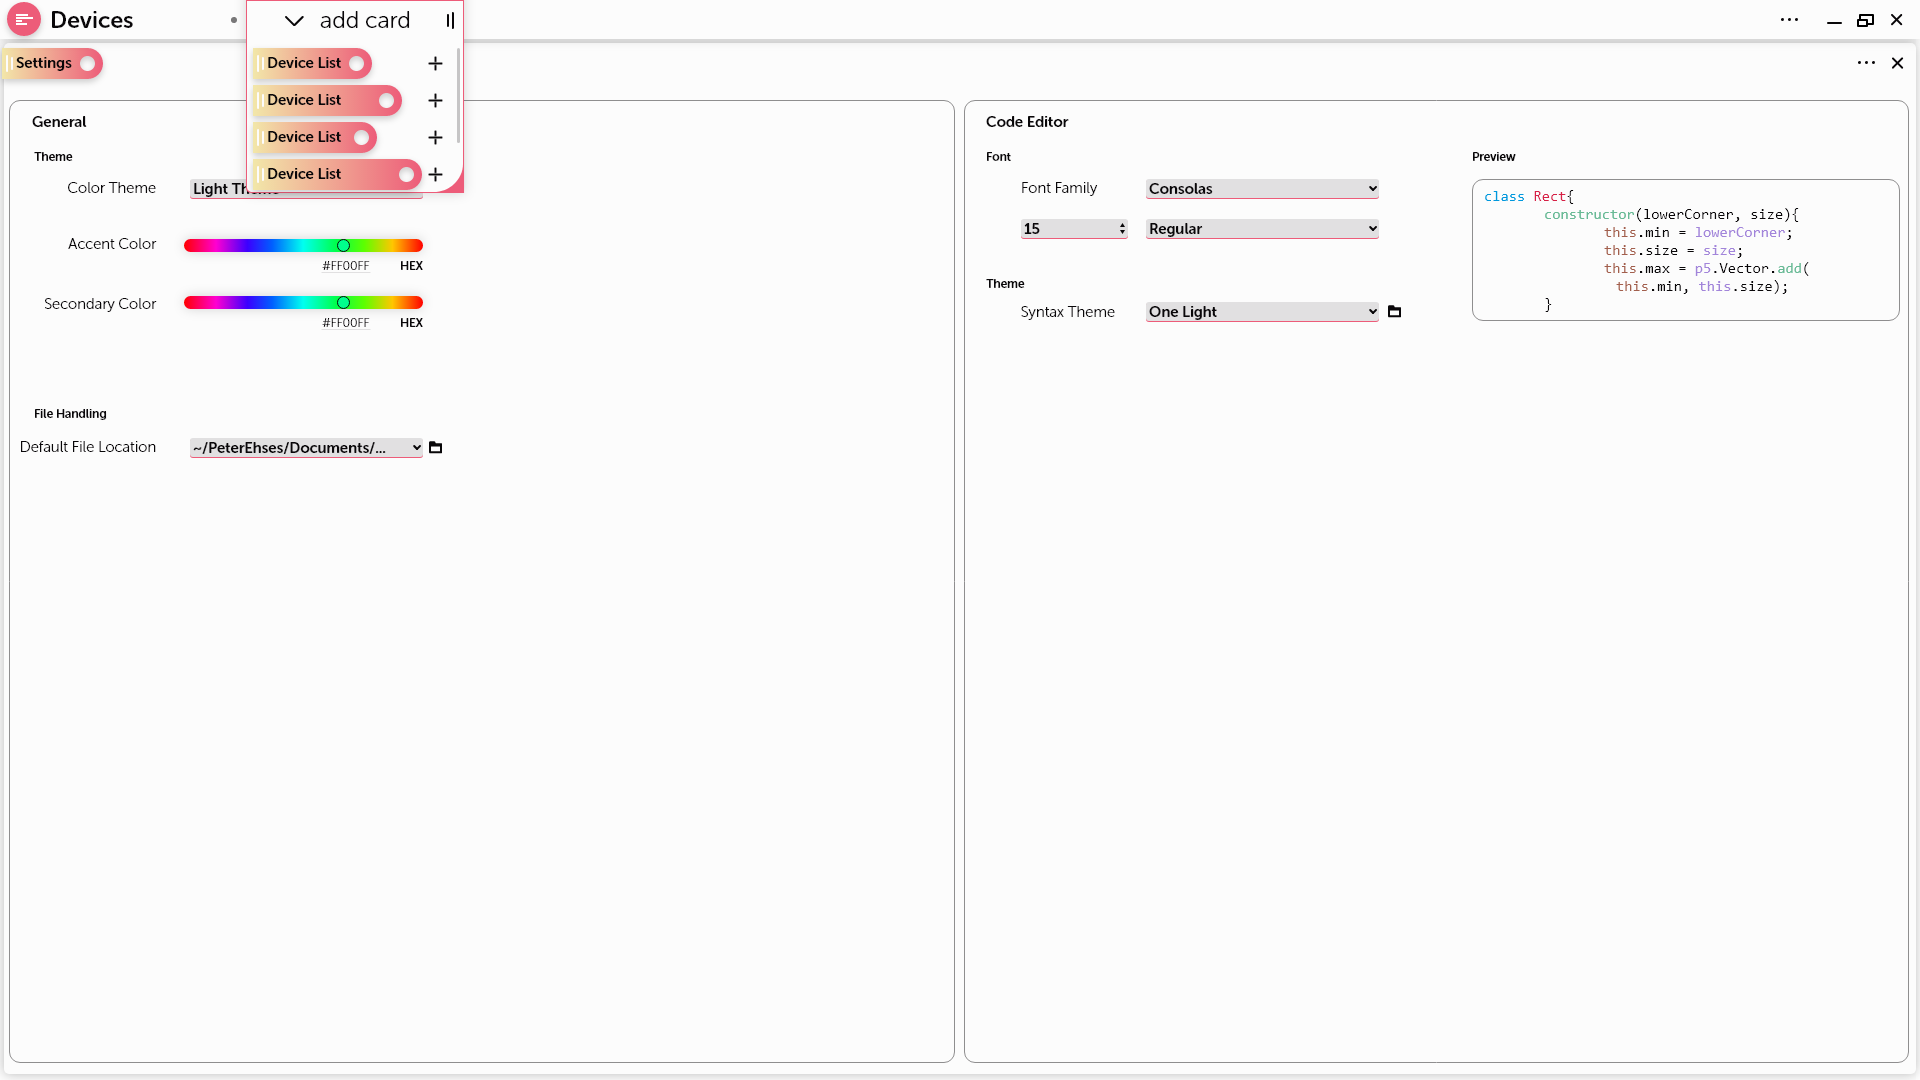 Devices
add card
Settings
Device List
Device List
Device List
Device List
General
Theme
Color Theme
Light Theme
Accent Color
#FF00FF HEX
Secondary Color
#FF00FF HEX
File Handling
Default File Location
~/PeterEhses/Documents/...
Code Editor
Font
Font Family
Consolas
15
Regular
Theme
Syntax Theme
One Light
Preview
class Rect{
constructor(lowerCorner, size){
this.min = lowerCorner;
this.size = size;
this.max = p5.Vector.add(
this.min, this.size);
}